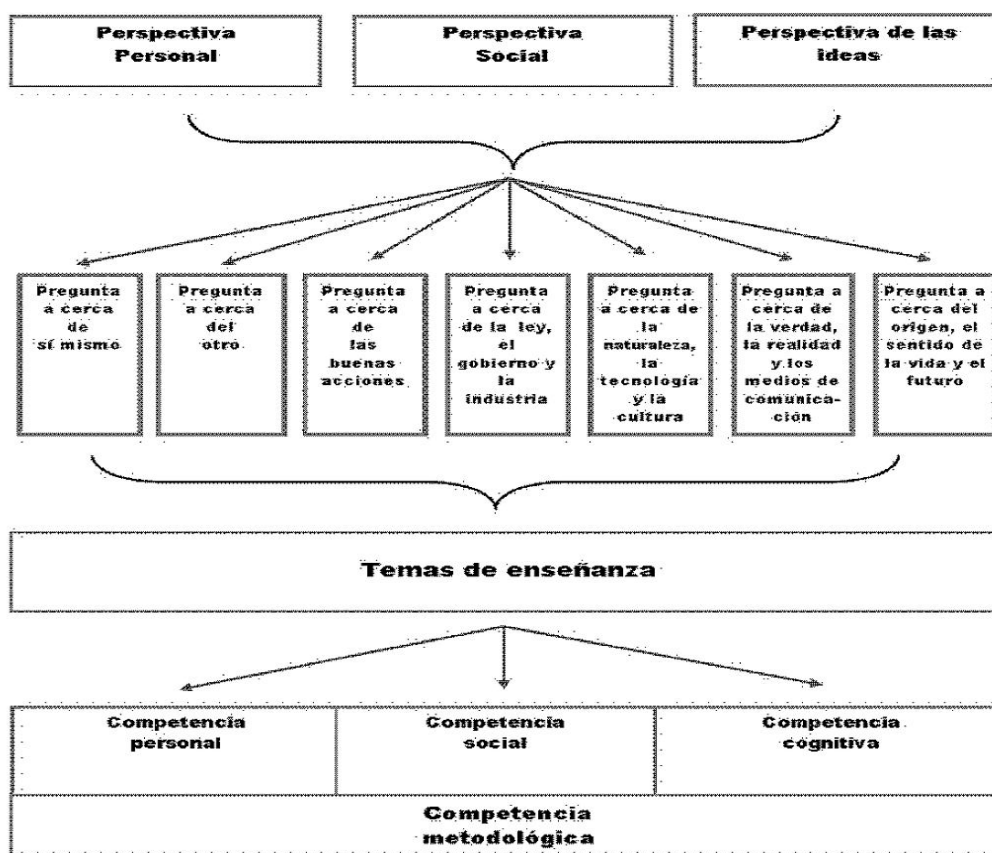 Perspectiva
Personal
Perspectiva
Social
Perspectiva de las
ideas
Pregunta
a cerca
de
sí mismo
Pregunta
a cerca
del
otro
Pregunta
a cerca
de
las
buenas
acciones
Pregunta
a cerca
de la ley,
el
gobierno y
la
industria
Pregunta
a cerca de
la
naturaleza,
la
tecnología
y la
cultura
Pregunta a
cerca de
la verdad,
la realidad
y los
medios de
comunica-
ción
Pregunta a
cerca del
origen, el
sentido de
la vida y el
futuro
Temas de enseñanza
Competencia
personal
Competencia
social
Competencia
cognitiva
Competencia
metodológica